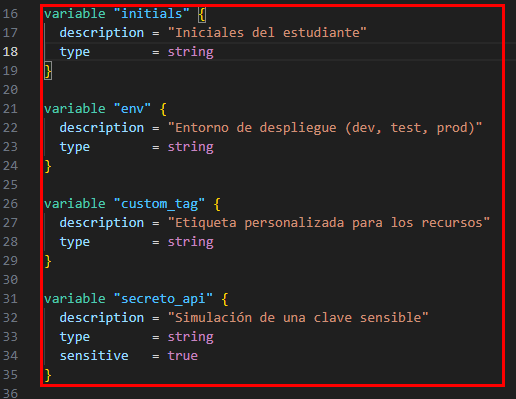 16 variable "initials" {
17   description = "Iniciales del estudiante"
18   type        = string
19 }
20
21 variable "env" {
22   description = "Entorno de despliegue (dev, test, prod)"
23   type        = string
24 }
25
26 variable "custom_tag" {
27   description = "Etiqueta personalizada para los recursos"
28   type        = string
29 }
30
31 variable "secreto_api" {
32   description = "Simulación de una clave sensible"
33   type        = string
34   sensitive   = true
35 }
36